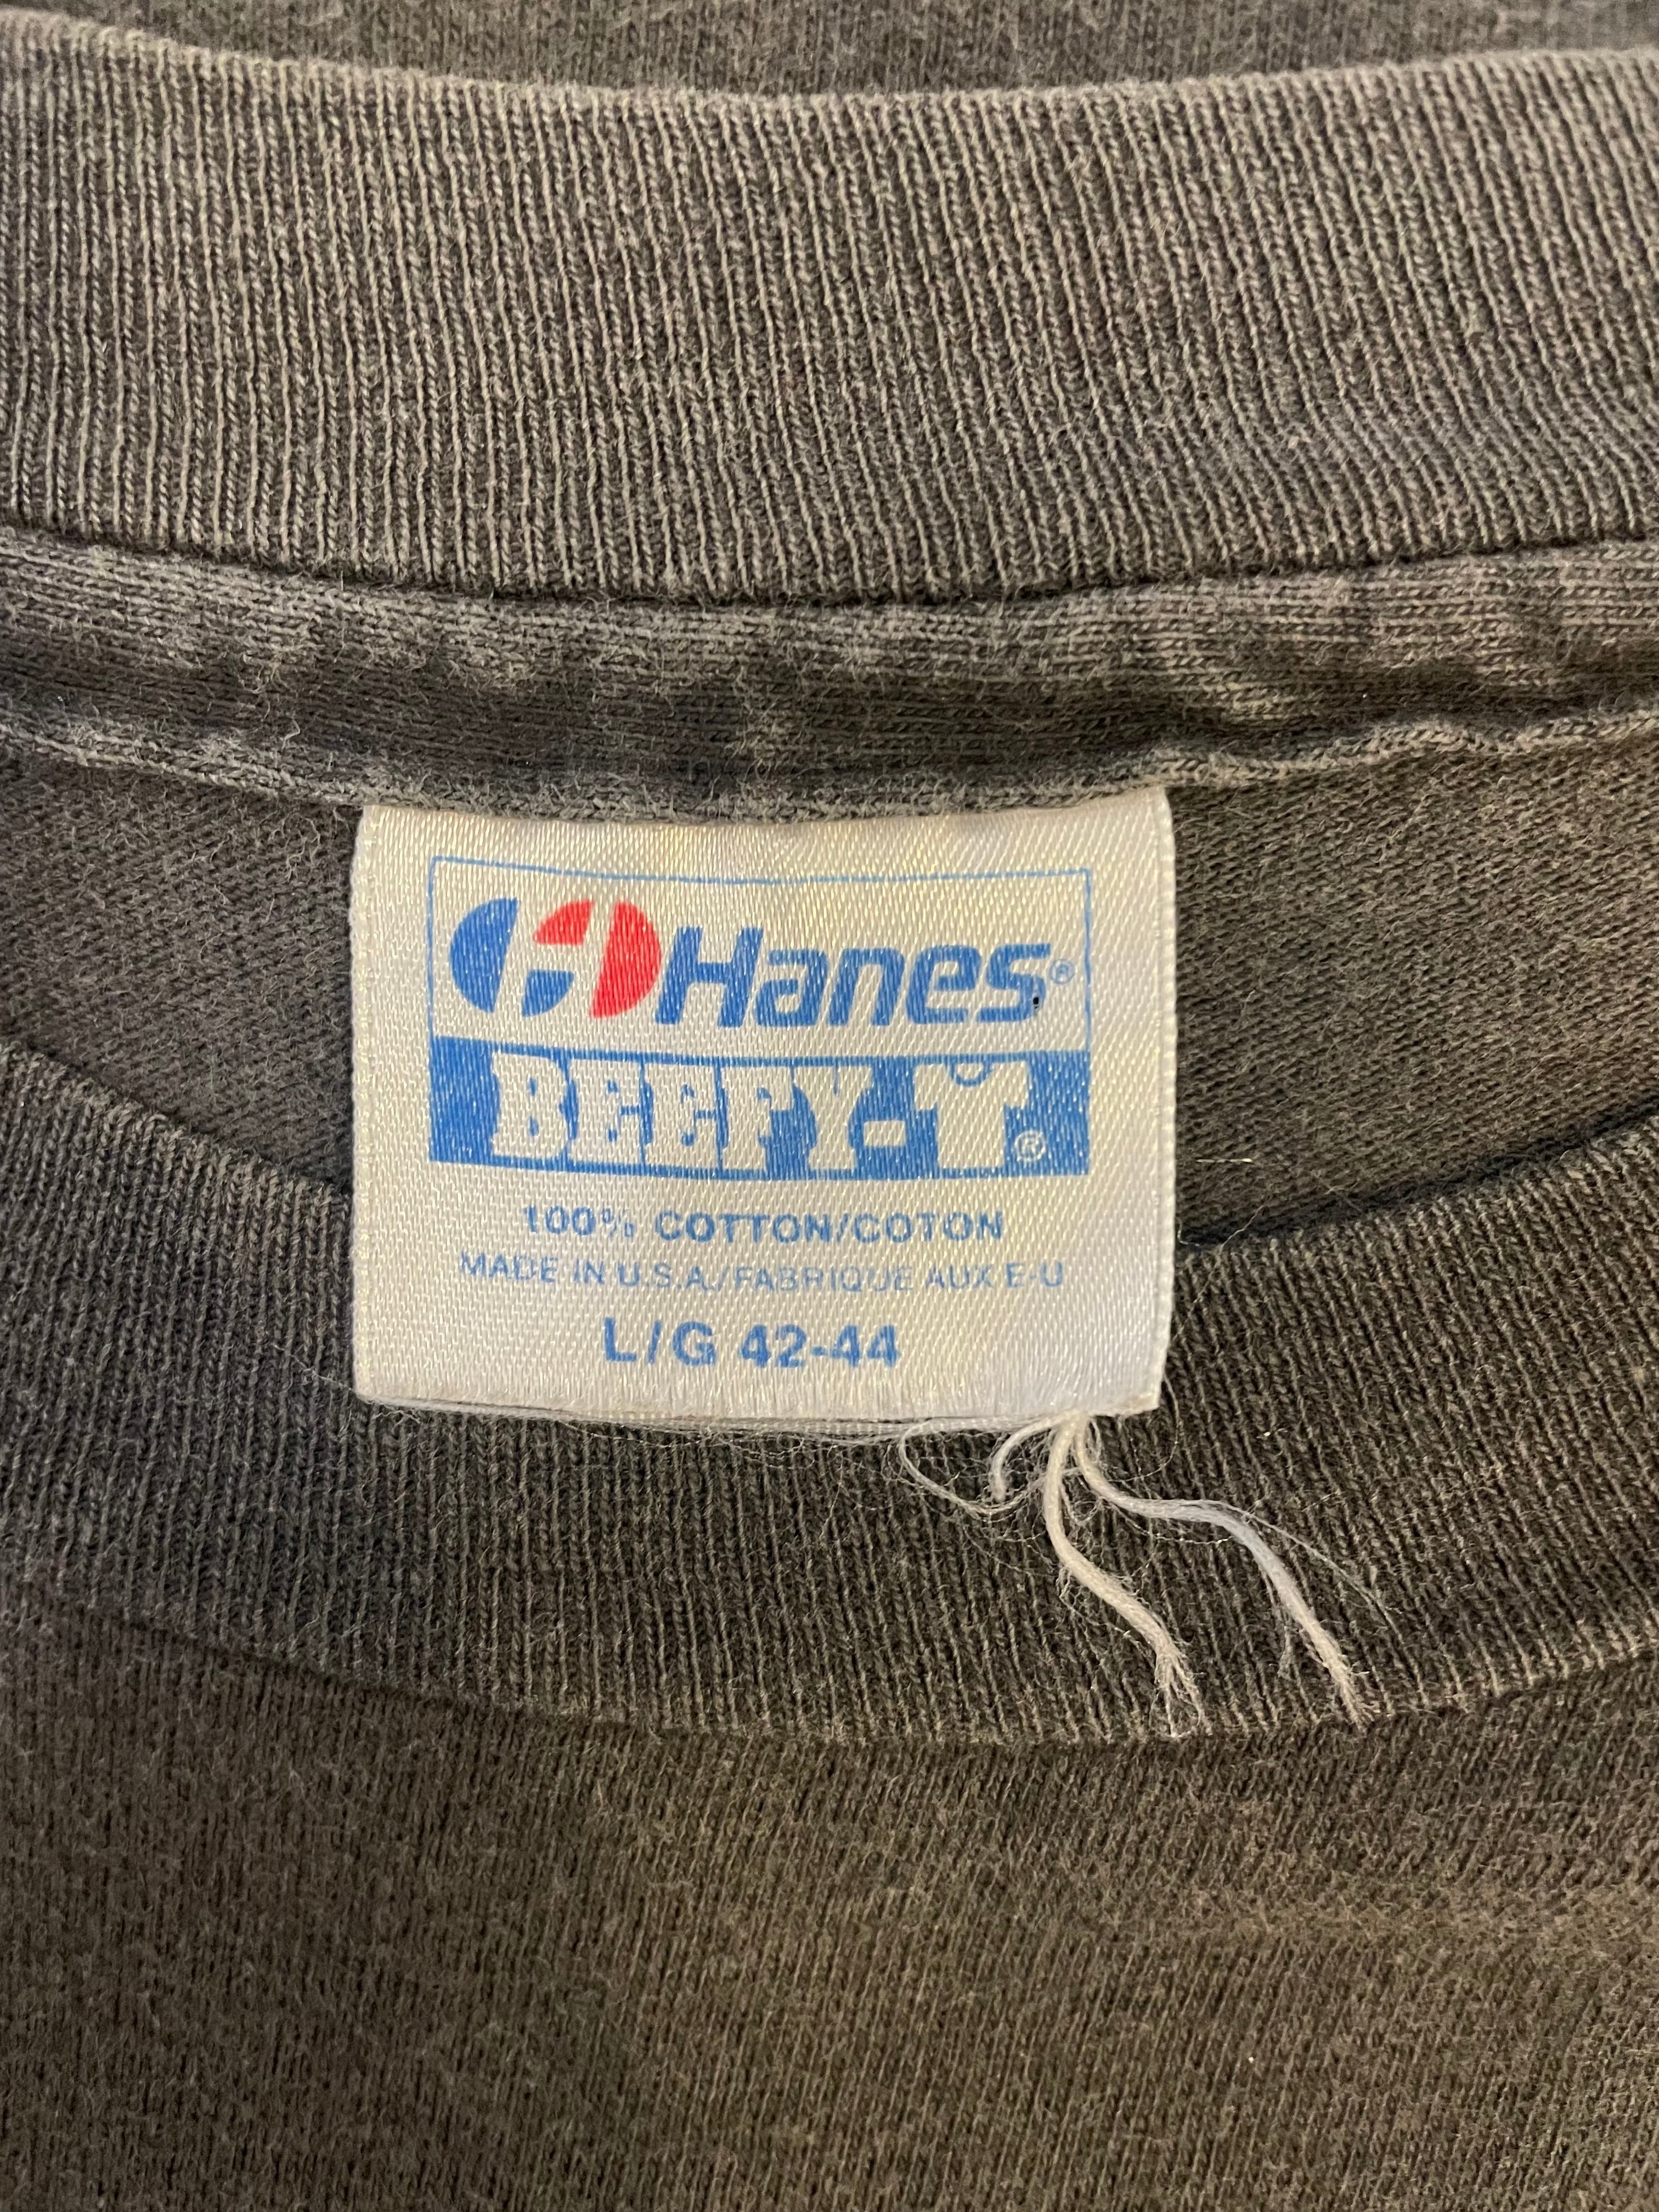 Hanes®
BEEFY-T®
100% COTTON/COTON
MADE IN U.S.A./FABRIQUE AUX E-U
L/G 42-44